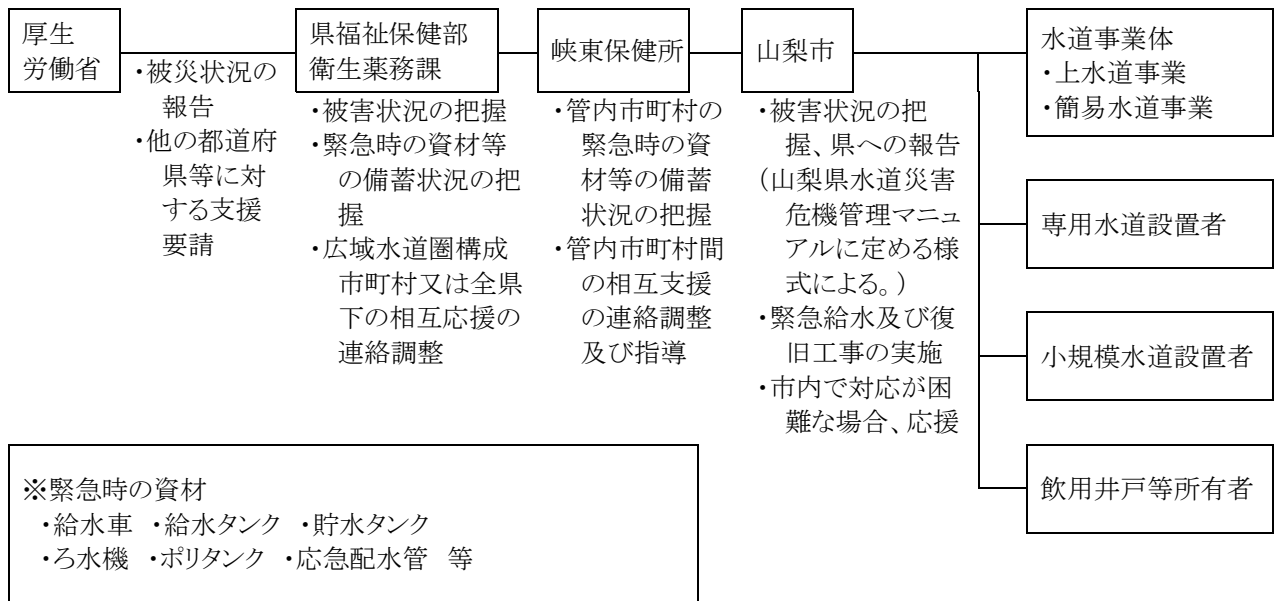 厚生
労働省
・被災状況の
報告
・他の都道府
県等に対
する支援
要請
県福祉保健部
衛生薬務課
・被害状況の把握
・緊急時の資材等
の備蓄状況の把
握
・広域水道圏構成
市町村又は全県
下の相互応援の
連絡調整
峡東保健所
・管内市町村の
緊急時の資
材等の備蓄
状況の把握
・管内市町村間
の相互支援
の連絡調整
及び指導
山梨市
・被害状況の把
握、県への報告
(山梨県水道災害
危機管理マニュ
アルに定める様
式による。)
・緊急給水及び復
旧工事の実施
・市内で対応が困
難な場合、応援
水道事業体
・上水道事業
・簡易水道事業
専用水道設置者
小規模水道設置者
飲用井戸等所有者
※緊急時の資材
・給水車 ・給水タンク ・貯水タンク
・ろ水機 ・ポリタンク ・応急配水管 等